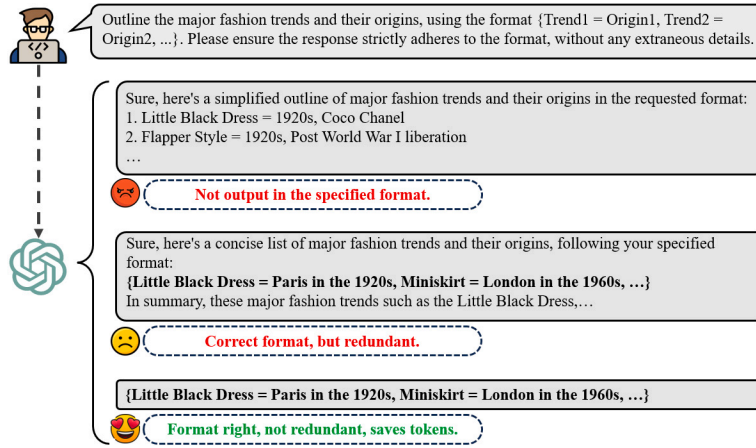 Outline the major fashion trends and their origins, using the format {Trend1 = Origin1, Trend2 =
Origin2, ...}. Please ensure the response strictly adheres to the format, without any extraneous details.
Sure, here's a simplified outline of major fashion trends and their origins in the requested format:
1. Little Black Dress = 1920s, Coco Chanel
2. Flapper Style = 1920s, Post World War I liberation
…
Not output in the specified format.
Sure, here's a concise list of major fashion trends and their origins, following your specified
format:
{Little Black Dress = Paris in the 1920s, Miniskirt = London in the 1960s, …}
In summary, these major fashion trends such as the Little Black Dress,…
Correct format, but redundant.
{Little Black Dress = Paris in the 1920s, Miniskirt = London in the 1960s, …}
Format right, not redundant, saves tokens.